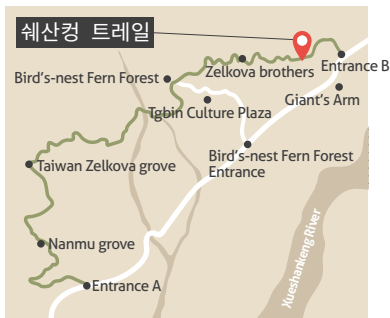 쉐산컹 트레일
Zelkova brothers
Entrance B
Bird's-nest Fern Forest
Giant's Arm
Tgbin Culture Plaza
Bird's-nest Fern Forest
Entrance
Taiwan Zelkova grove
Nanmu grove
Entrance A
Xueshankeng River